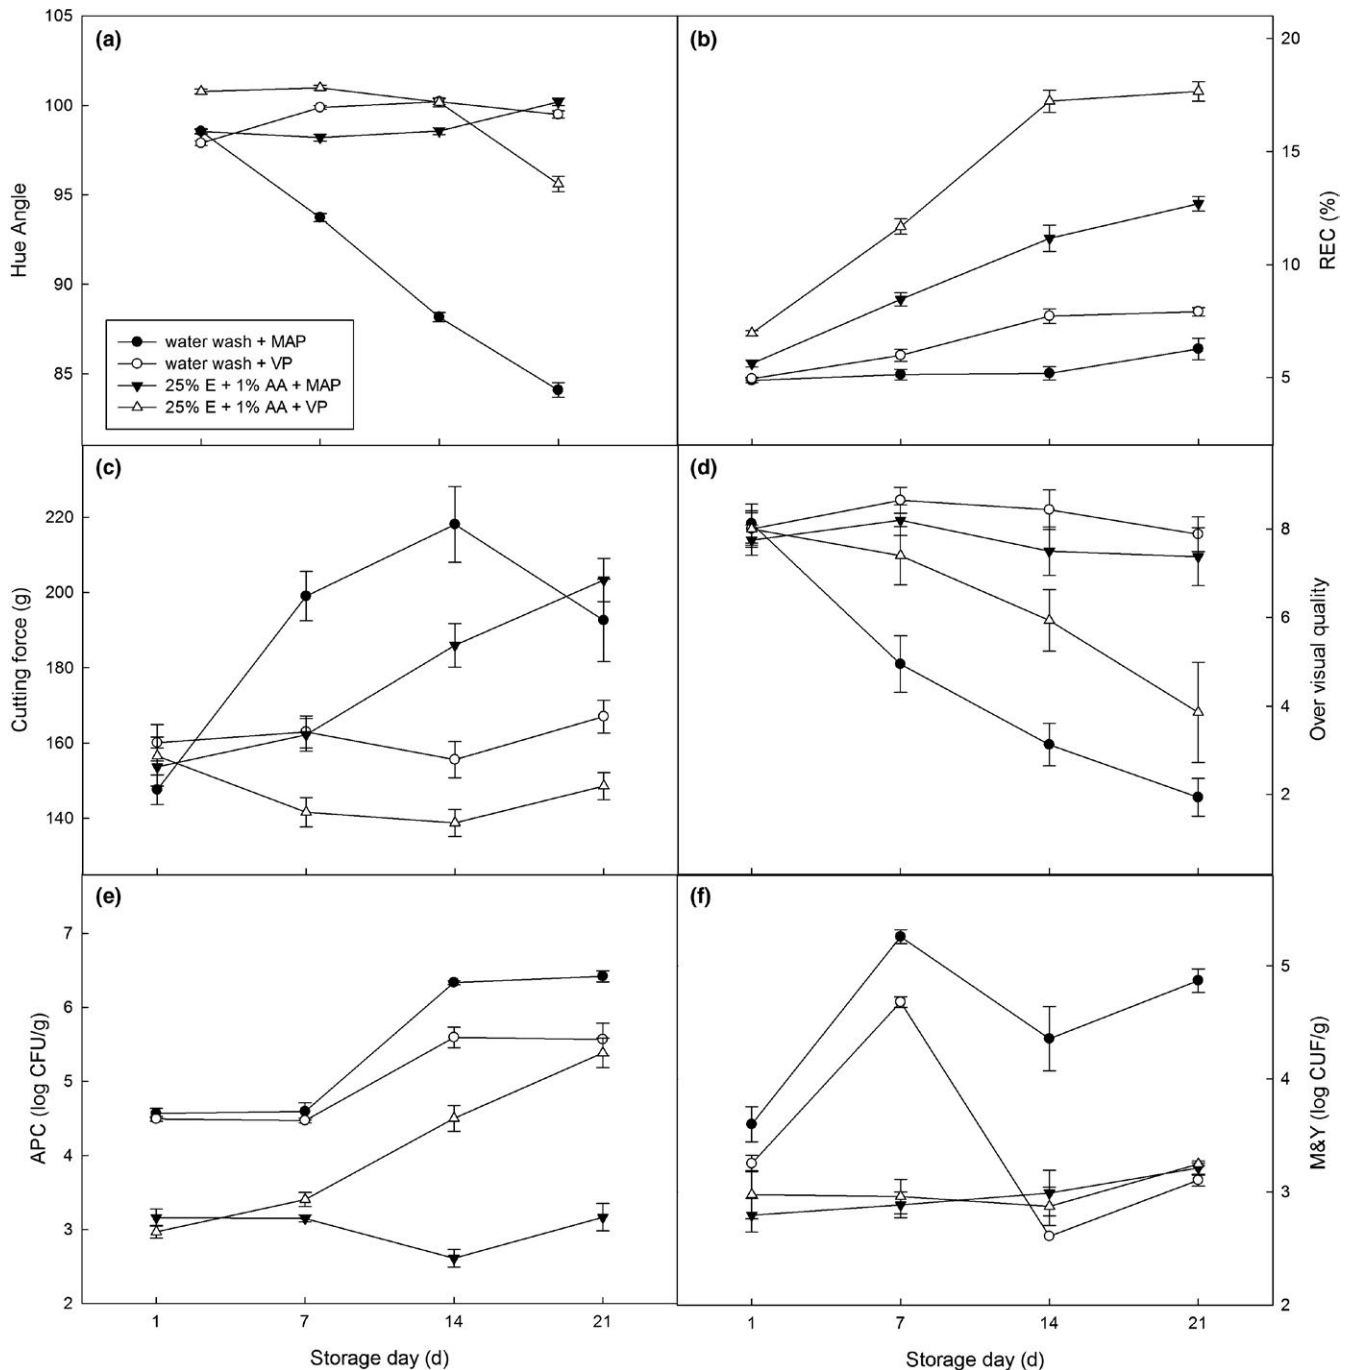 (a)
105
100
95
90
85
Hue Angle
water wash + MAP
water wash + VP
25% E + 1% AA + MAP
25% E + 1% AA + VP
(b)
20
15
10
5
REC (%)
(c)
220
200
180
160
140
Cutting force (g)
(d)
8
6
4
2
Over visual quality
(e)
7
6
5
4
3
2
APC (log CFU/g)
1 7 14 21
Storage day (d)
(f)
5
4
3
2
M&Y (log CUF/g)
1 7 14 21
Storage day (d)